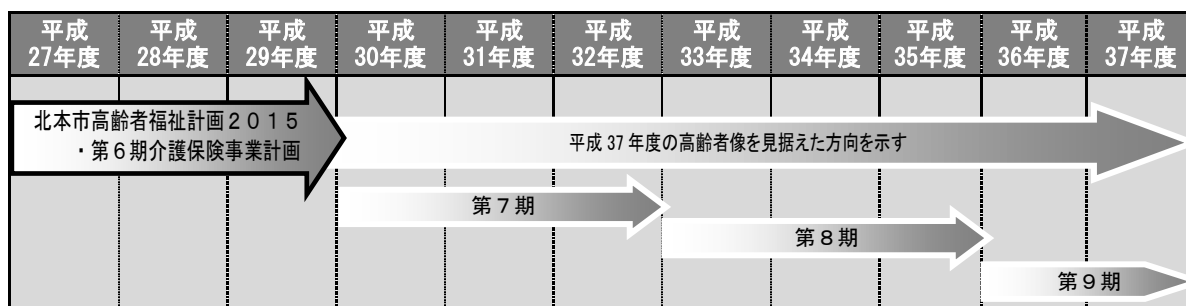 平成 平成 平成 平成 平成 平成 平成 平成 平成 平成 平成
27年度 28年度 29年度 30年度 31年度 32年度 33年度 34年度 35年度 36年度 37年度
北本市高齢者福祉計画２０１５
・第６期介護保険事業計画
平成 37 年度の高齢者像を見据えた方向を示す
第７期
第８期
第９期